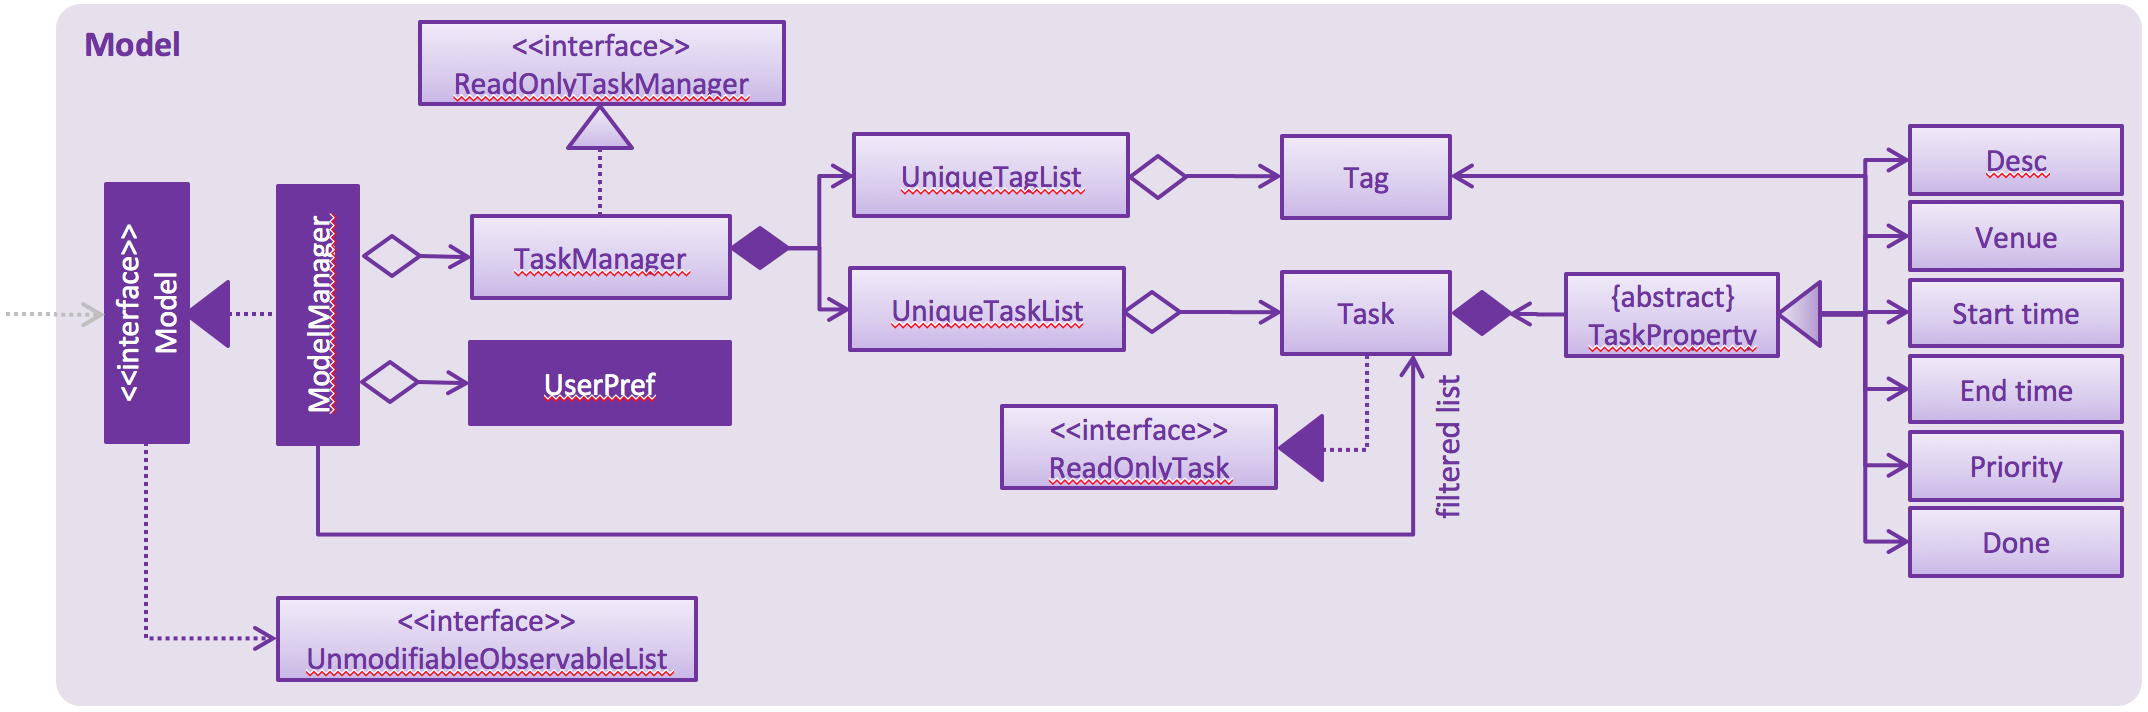 Model
<<interface>>
ReadOnlyTaskManager
<<interface>>
Model
ModelManager
TaskManager
UserPref
UniqueTagList
UniqueTaskList
Tag
Task
<<interface>>
ReadOnlyTask
filtered list
{abstract}
TaskProperty
Desc
Venue
Start time
End time
Priority
Done
<<interface>>
UnmodifiableObservableList